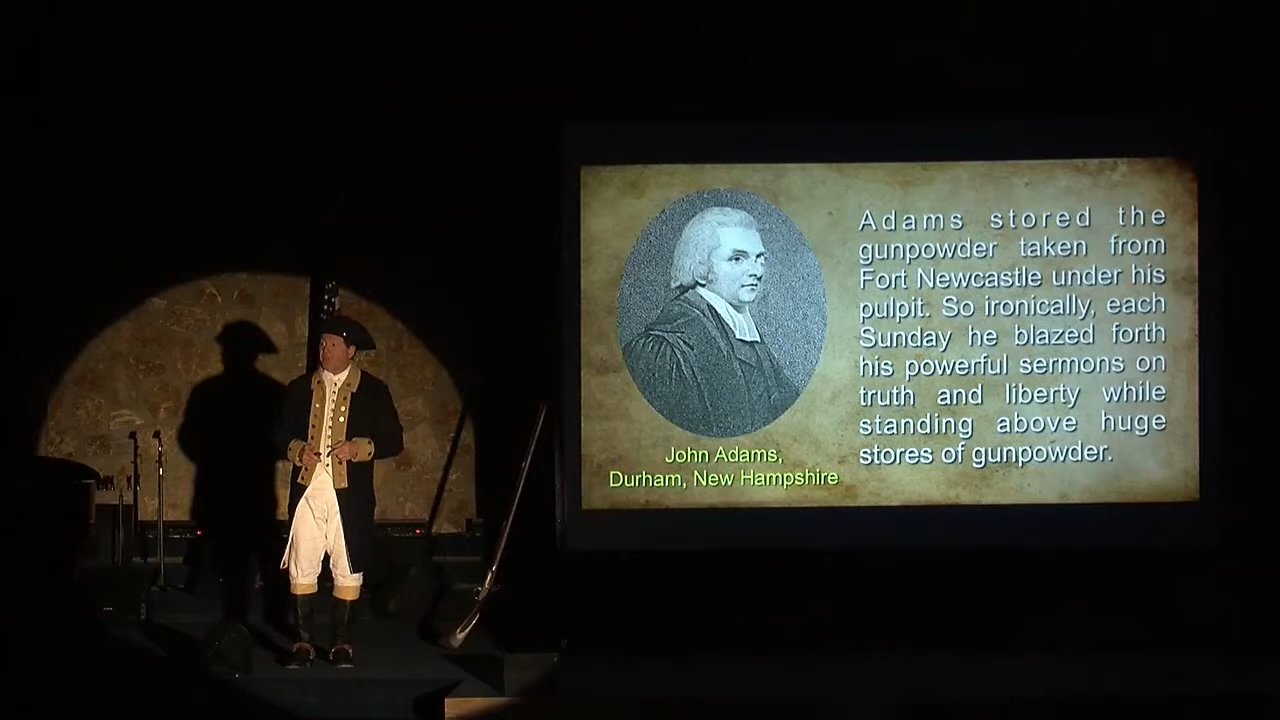 Adams stored the
gunpowder taken from
Fort Newcastle under his
pulpit. So ironically, each
Sunday he blazed forth
his powerful sermons on
truth and liberty while
standing above huge
stores of gunpowder.
John Adams,
Durham, New Hampshire